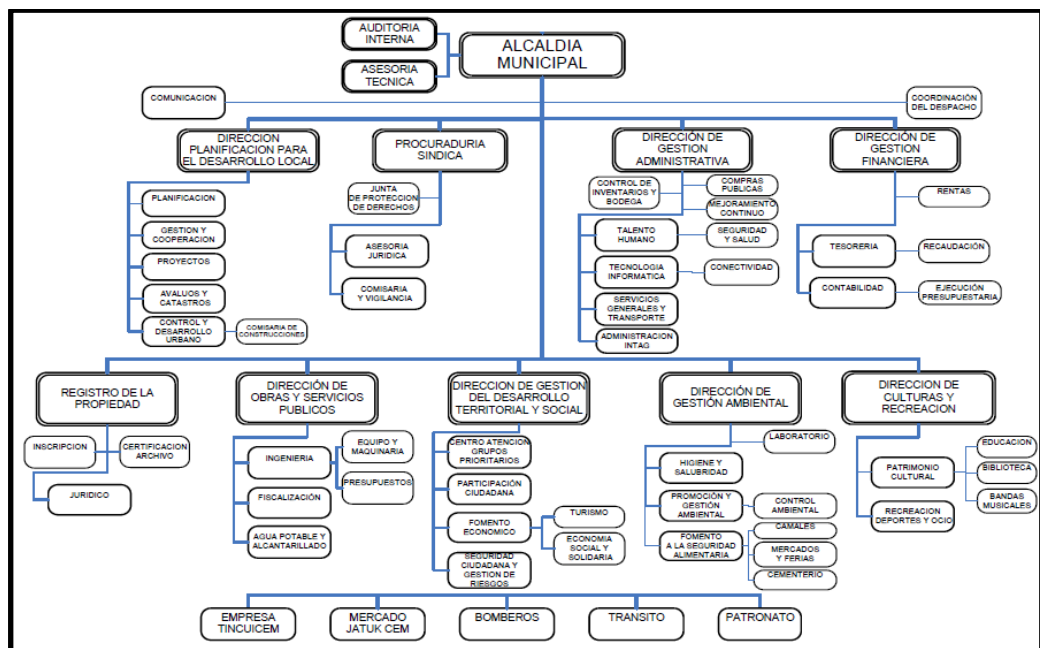 AUDITORIA
INTERNA
ALCALDIA
MUNICIPAL
ASESORIA
TECNICA
COMUNICACION
COORDINACIÓN
DEL DESPACHO
DIRECCION
PLANIFICACION PARA
EL DESARROLLO LOCAL
PROCURADURIA
SINDICA
DIRECCIÓN DE
GESTION
ADMINISTRATIVA
DIRECCIÓN DE
GESTION
FINANCIERA
PLANIFICACION
GESTION Y
COOPERACION
PROYECTOS
AVALUOS Y
CATASTROS
CONTROL Y
DESARROLLO
URBANO
COMISARIA DE
CONSTRUCCIONES
JUNTA
DE PROTECCION
DE DERECHOS
ASESORIA
JURIDICA
COMISARIA
Y VIGILANCIA
CONTROL DE
INVENTARIOS Y
BODEGA
COMPRAS
PUBLICAS
MEJORAMIENTO
CONTINUO
TALENTO
HUMANO
SEGURIDAD
Y SALUD
TECNOLOGIA
INFORMATICA
CONECTIVIDAD
SERVICIOS
GENERALES Y
TRANSPORTE
ADMINISTRACION
INTAG
RENTAS
TESORERIA
RECAUDACIÓN
CONTABILIDAD
EJECUCIÓN
PRESUPUESTARIA
REGISTRO DE LA
PROPIEDAD
DIRECCIÓN DE
OBRAS Y SERVICIOS
PUBLICOS
DIRECCION DE GESTION
DEL DESARROLLO
TERRITORIAL Y SOCIAL
DIRECCIÓN DE
GESTIÓN AMBIENTAL
DIRECCION DE
CULTURAS Y
RECREACION
INSCRIPCION
CERTIFICACION
ARCHIVO
JURIDICO
INGENIERIA
EQUIPO Y
MAQUINARIA
PRESUPUESTOS
FISCALIZACIÓN
AGUA POTABLE Y
ALCANTARILLADO
CENTRO ATENCION
GRUPOS
PRIORITARIOS
PARTICIPACIÓN
CIUDADANA
FOMENTO
ECONOMICO
TURISMO
ECONOMIA
SOCIAL Y
SOLIDARIA
SEGURIDAD
CIUDADANA Y
GESTION DE
RIESGOS
LABORATORIO
HIGIENE Y
SALUBRIDAD
PROMOCIÓN Y
GESTIÓN
AMBIENTAL
CONTROL
AMBIENTAL
FOMENTO
A LA SEGURIDAD
ALIMENTARIA
CAMALES
MERCADOS
Y FERIAS
CEMENTERIO
PATRIMONIO
CULTURAL
EDUCACION
BIBLIOTECA
BANDAS
MUSICALES
RECREACION
DEPORTES Y OCIO
EMPRESA
TINCUICEM
MERCADO
JATUK CEM
BOMBEROS
TRANSITO
PATRONATO